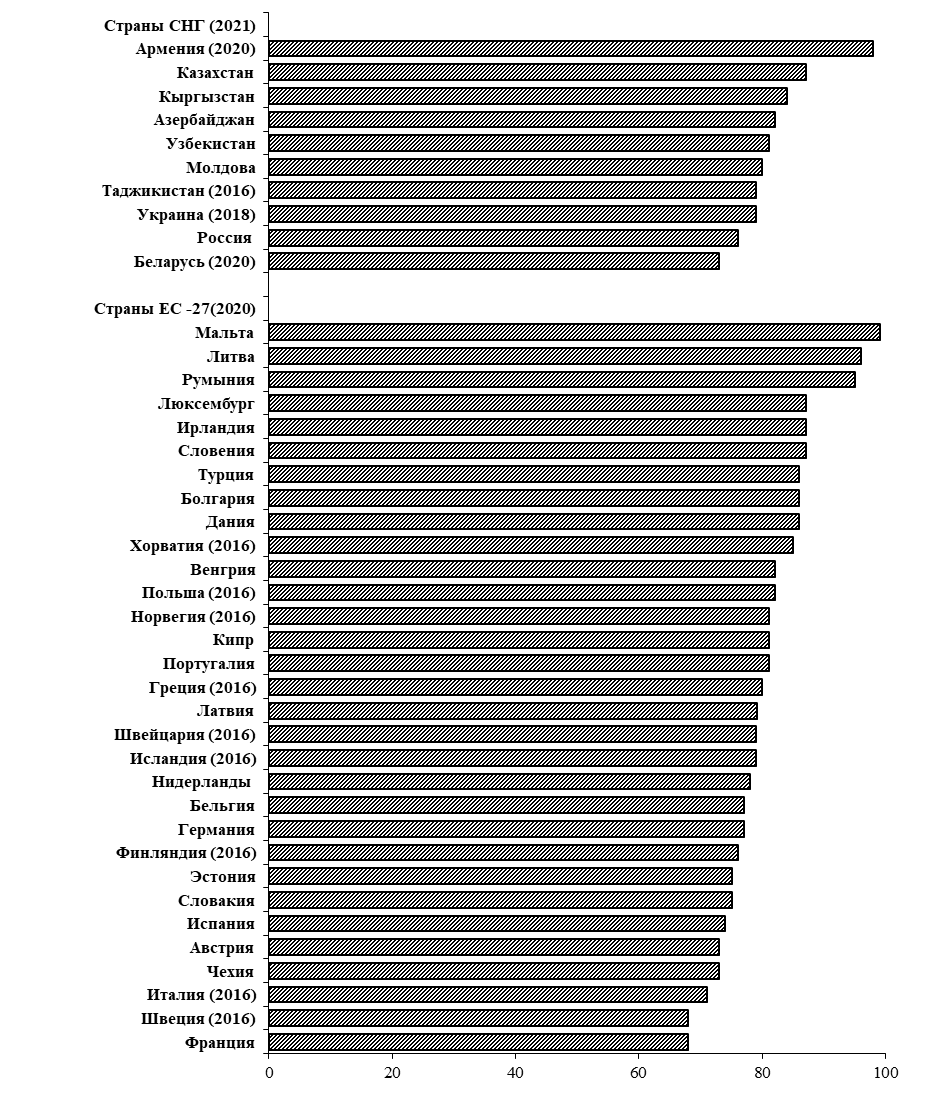 Страны СНГ (2021)
Армения (2020)
Казахстан
Кыргызстан
Азербайджан
Узбекистан
Молдова
Таджикистан (2016)
Украина (2018)
Россия
Беларусь (2020)
Страны ЕС -27(2020)
Мальта
Литва
Румыния
Люксембург
Ирландия
Словения
Турция
Болгария
Дания
Хорватия (2016)
Венгрия
Польша (2016)
Норвегия (2016)
Кипр
Португалия
Греция (2016)
Латвия
Швейцария (2016)
Исландия (2016)
Нидерланды
Бельгия
Германия
Финляндия (2016)
Эстония
Словакия
Испания
Австрия
Чехия
Италия (2016)
Швеция (2016)
Франция
0 20 40 60 80 100